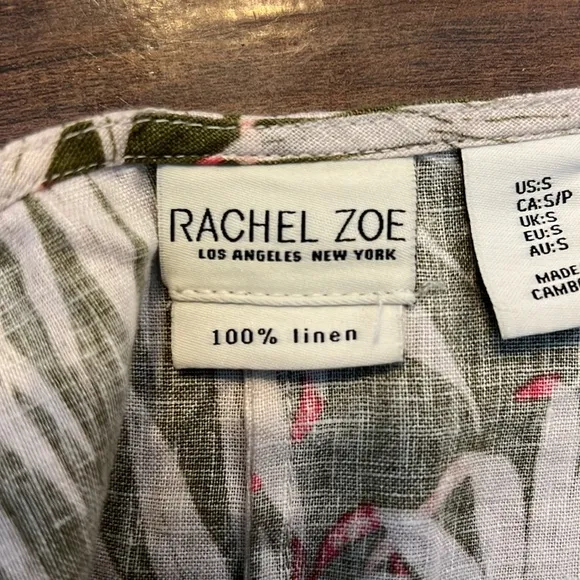 RACHEL ZOE
LOS ANGELES NEW YORK
100% linen
US:S
CA:S/P
UK:S
EU:S
AU:S
MADE